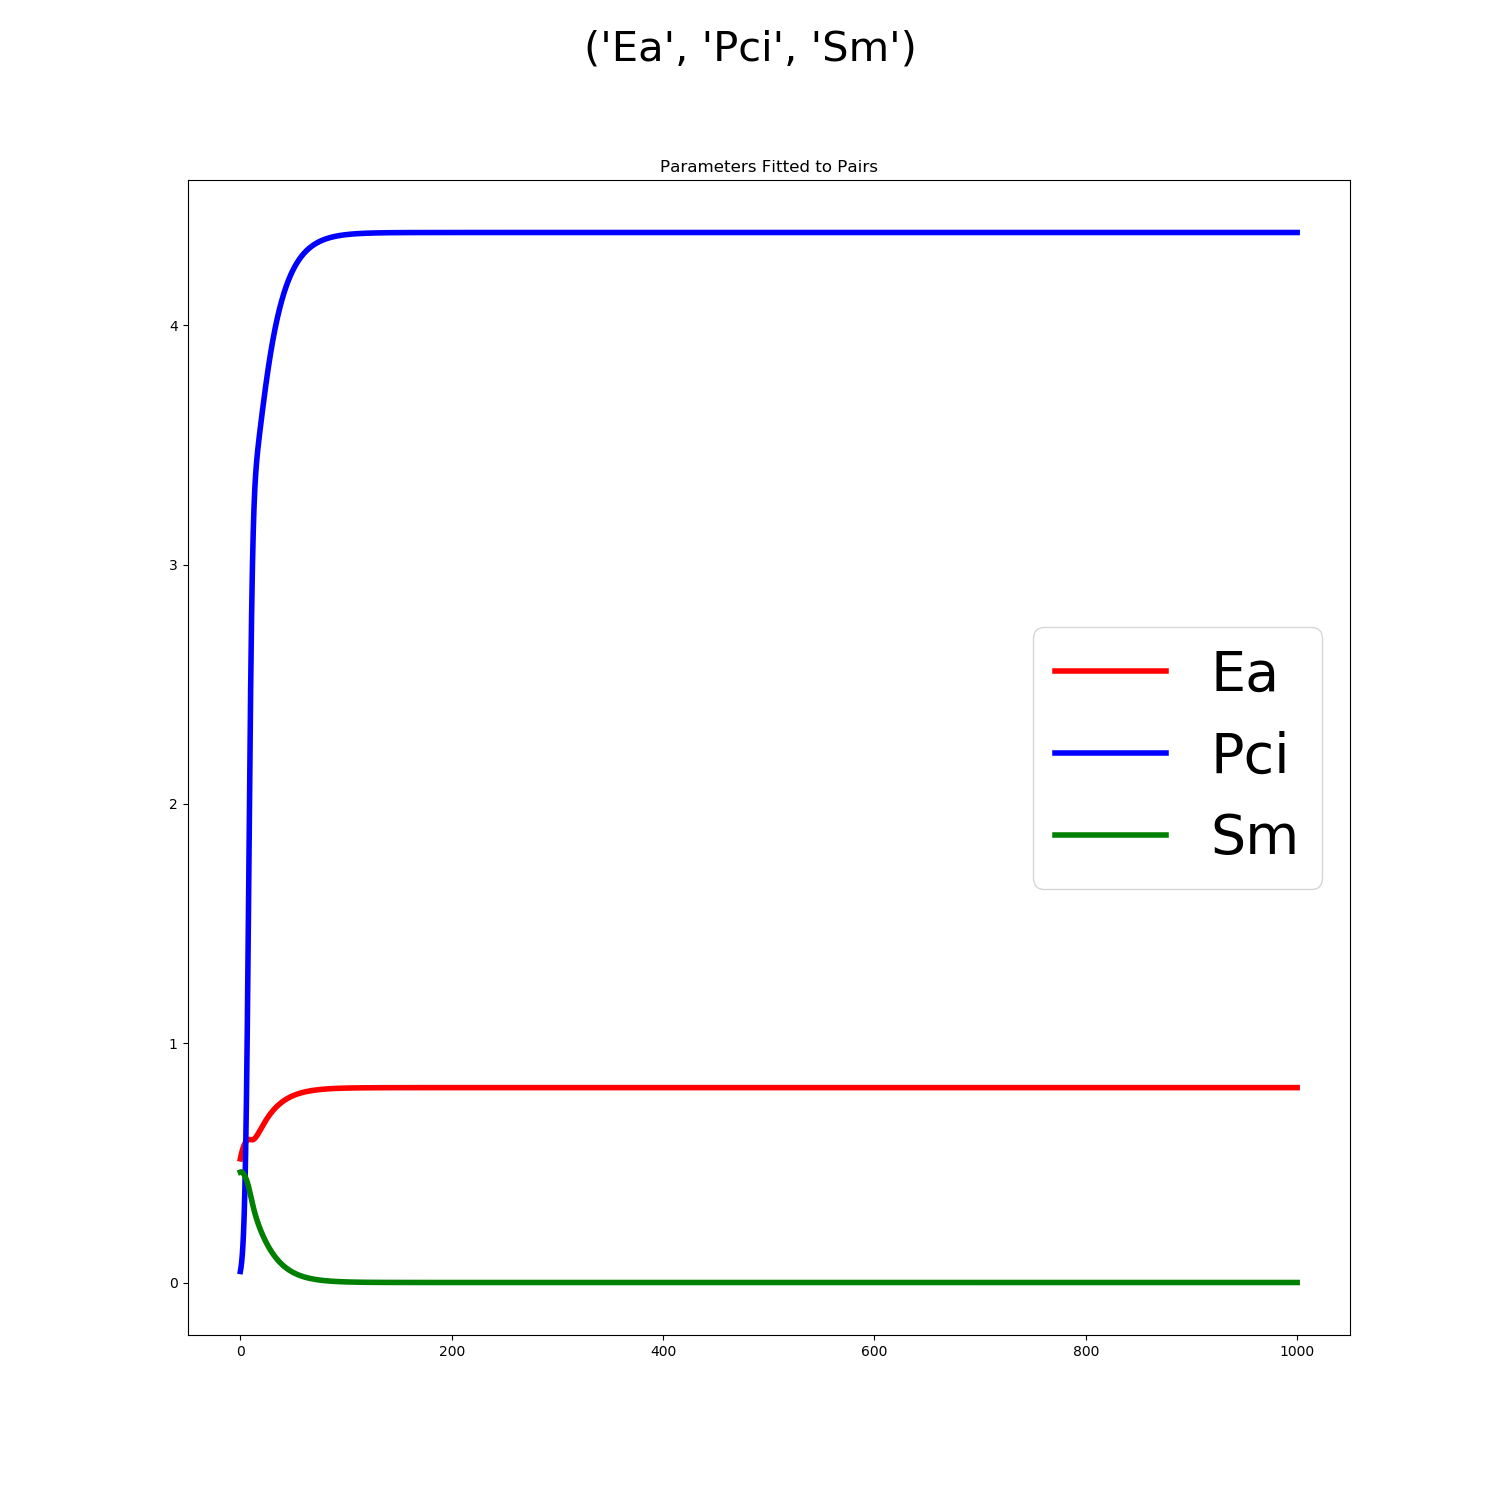 ('Ea', 'Pci', 'Sm')
Parameters Fitted to Pairs
4
3
2
1
0
Ea
Pci
Sm
0 200 400 600 800 1000